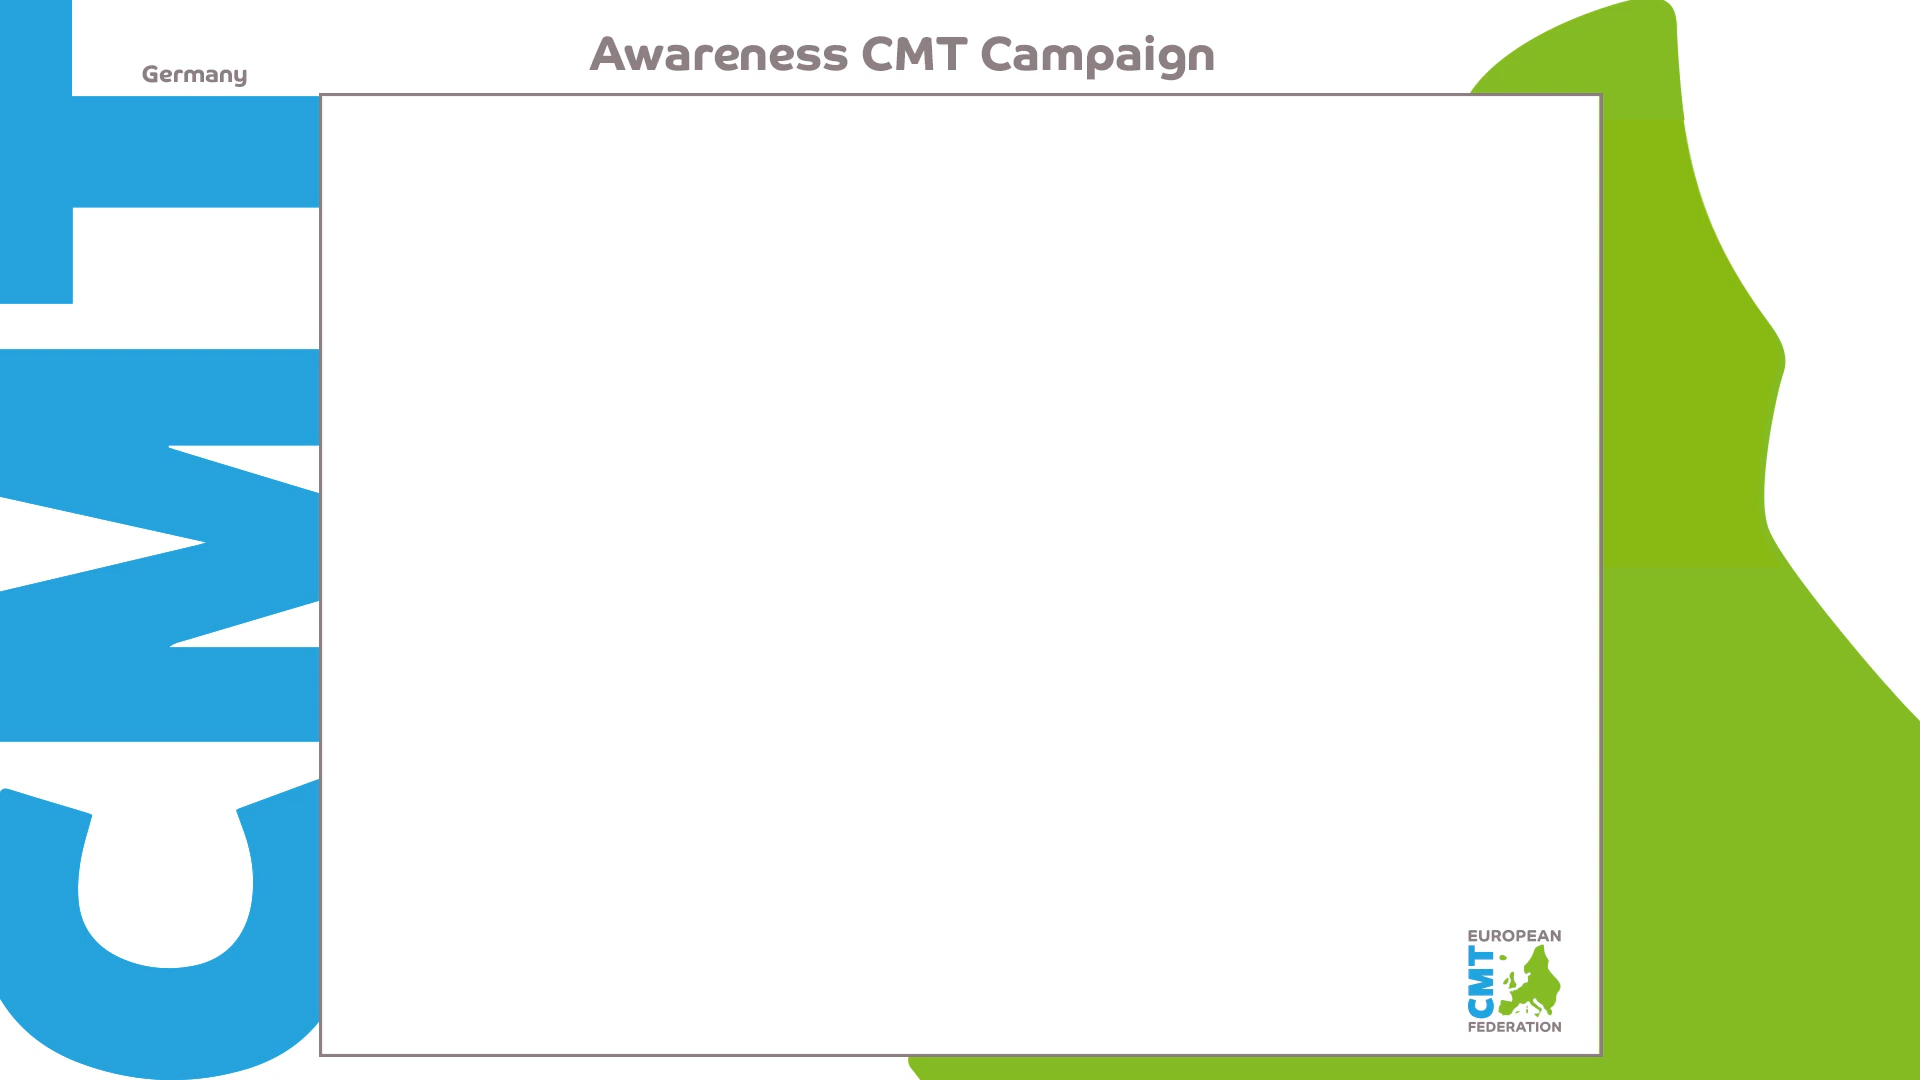 Awareness CMT Campaign
Germany
CMT
EUROPEAN
CMT
FEDERATION